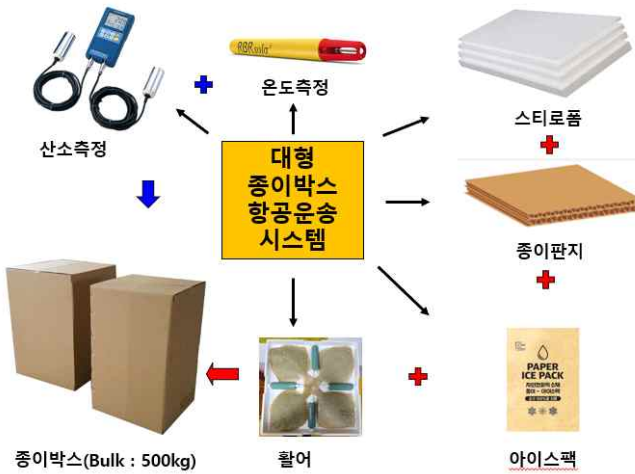 RBR solo
온도측정
산소측정
스티로폼
대형
종이박스
항공운송
시스템
종이판지
PAPER
ICE PACK
종이박스(Bulk : 500kg)
활어
아이스팩